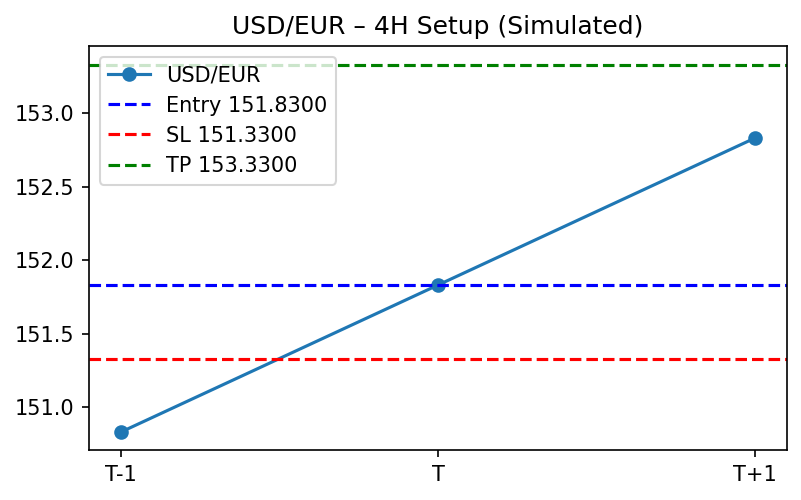 USD/EUR – 4H Setup (Simulated)
USD/EUR
Entry 151.8300
SL 151.3300
TP 153.3300
153.0
152.5
152.0
151.5
151.0
T-1
T
T+1